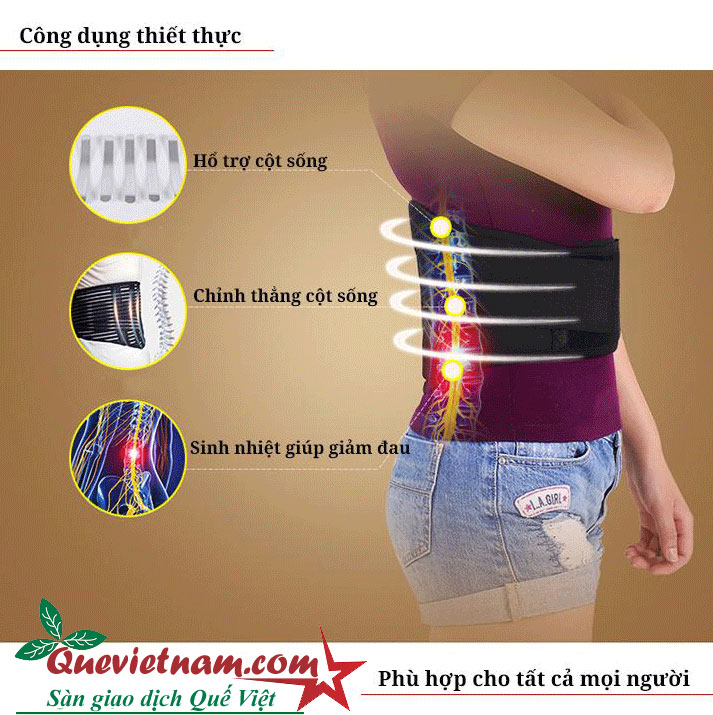 Công dụng thiết thực
Hổ trợ cột sống
Chỉnh thẳng cột sống
Sinh nhiệt giúp giảm đau
L.A.GIRL
Quevietnam.com
Sàn giao dịch Quế Việt
Phù hợp cho tất cả mọi người